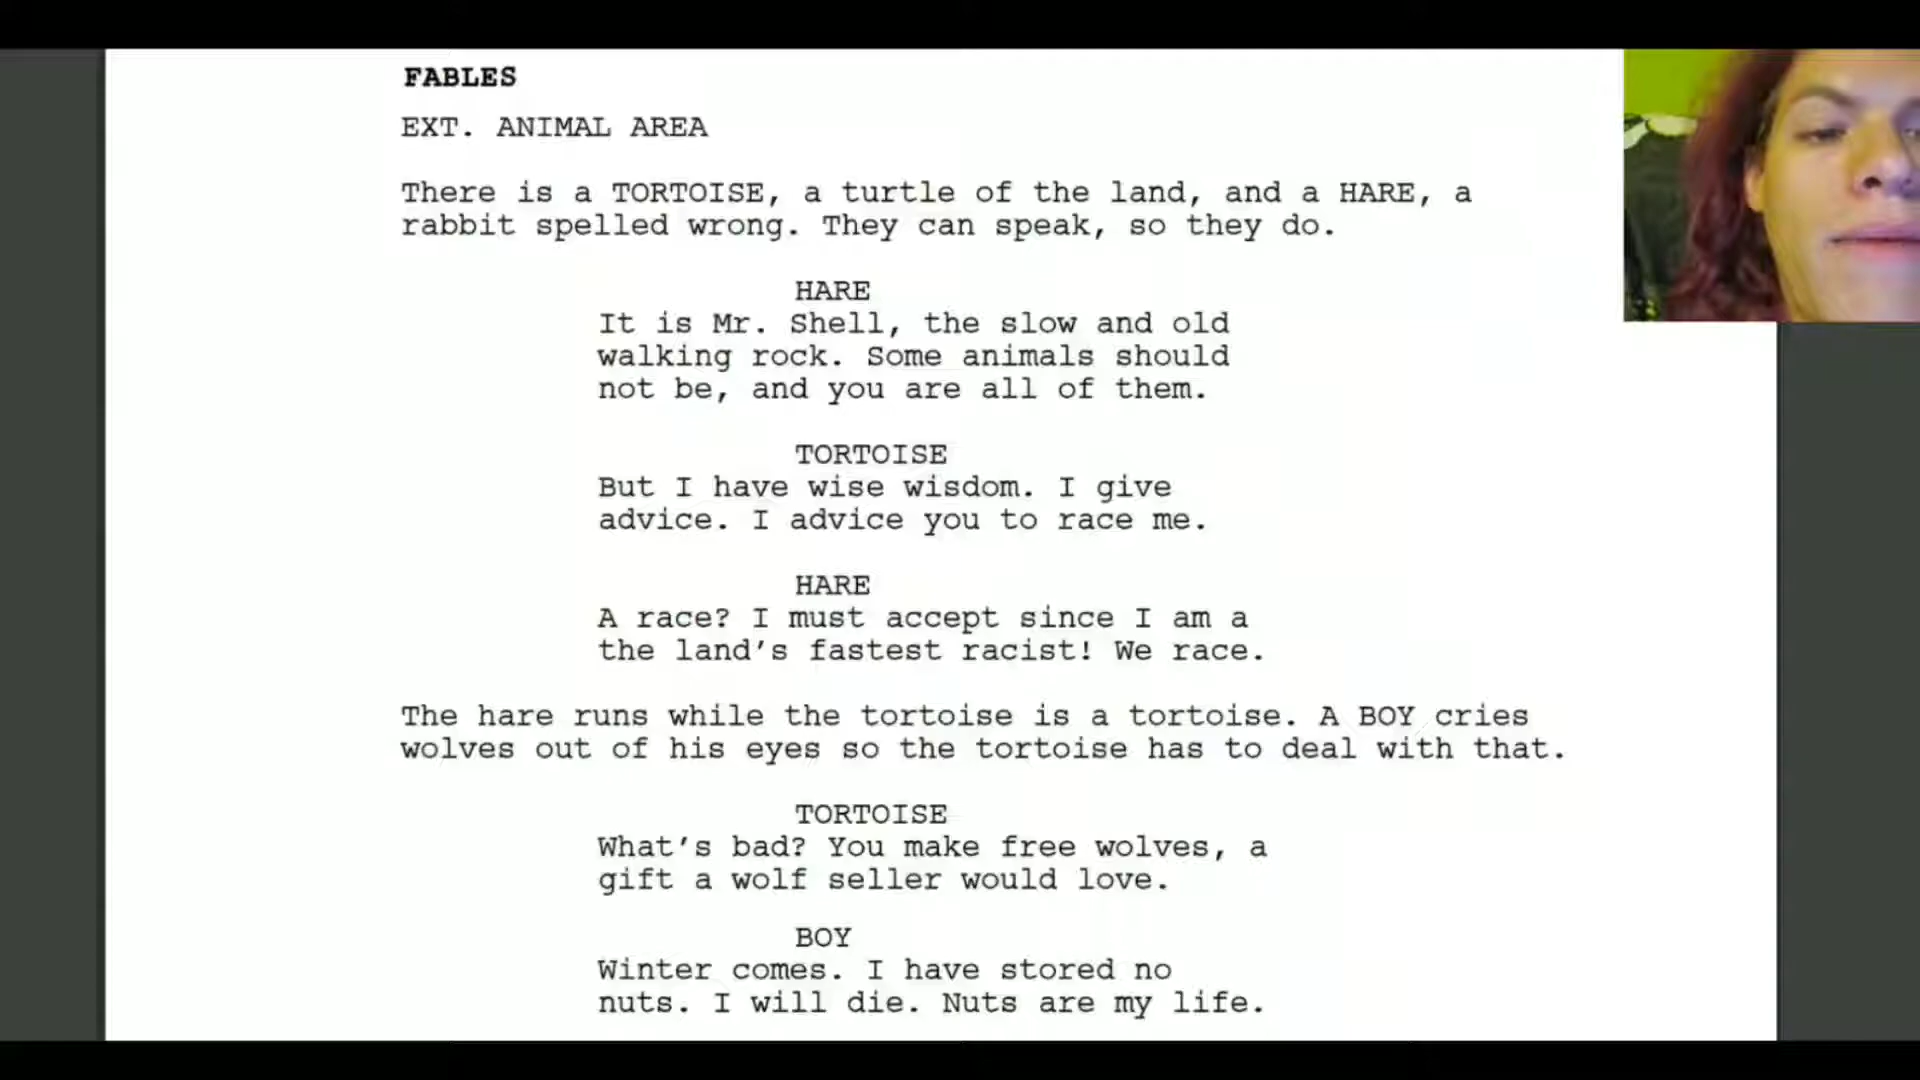 FABLES
EXT. ANIMAL AREA
There is a TORTOISE, a turtle of the land, and a HARE, a
rabbit spelled wrong. They can speak, so they do.
HARE
It is Mr. Shell, the slow and old
walking rock. Some animals should
not be, and you are all of them.
TORTOISE
But I have wise wisdom. I give
advice. I advice you to race me.
HARE
A race? I must accept since I am a
the land's fastest racist! We race.
The hare runs while the tortoise is a tortoise. A BOY cries
wolves out of his eyes so the tortoise has to deal with that.
TORTOISE
What's bad? You make free wolves, a
gift a wolf seller would love.
BOY
Winter comes. I have stored no
nuts. I will die. Nuts are my life.